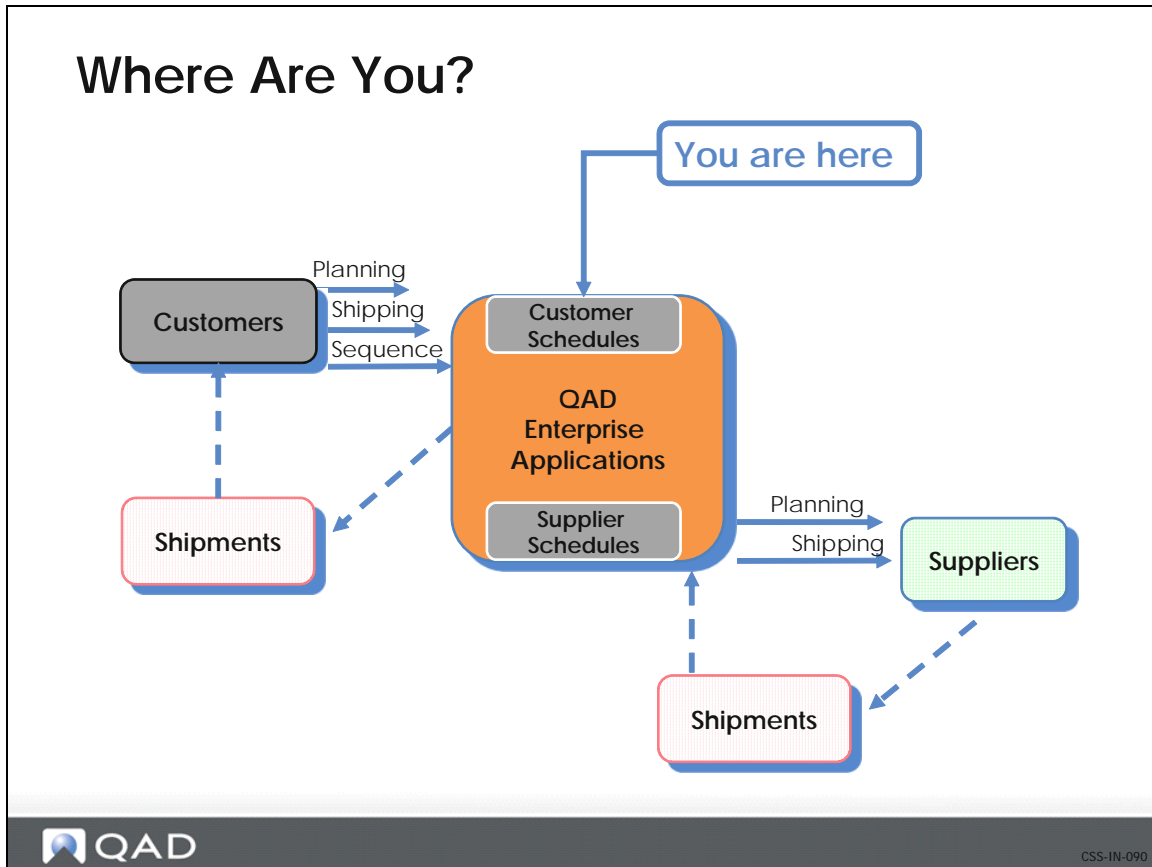 Where Are You?
You are here
Planning
Shipping
Sequence
Customers
Customer
Schedules
QAD
Enterprise
Applications
Supplier
Schedules
Shipments
Planning
Shipping
Suppliers
Shipments
QAD
CSS-IN-090